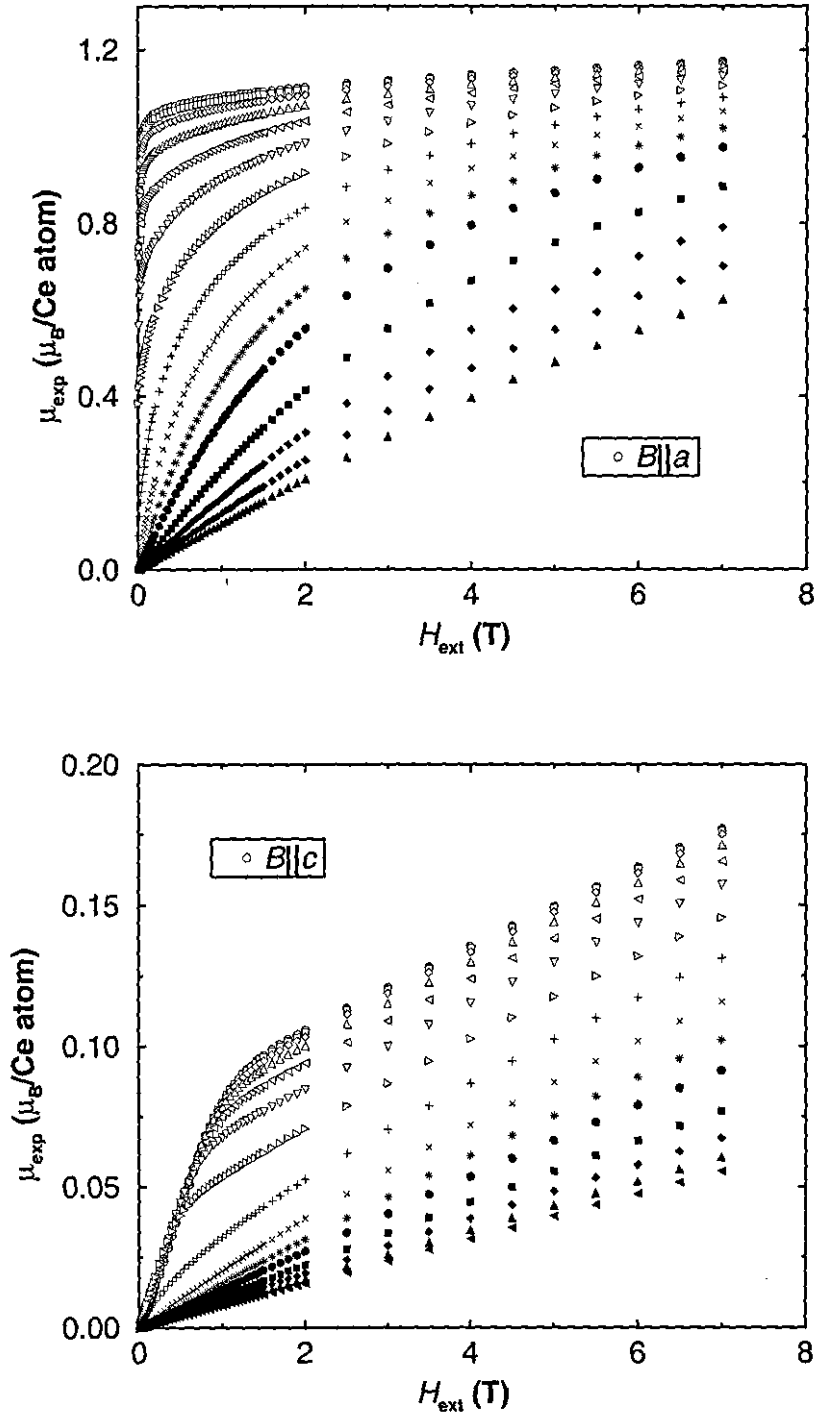 1.2
0.8
0.4
0.0
μexp (μB/Ce atom)
B||a
0 2 4 6 8
Hext (T)
0.20
0.15
0.10
0.05
0.00
μexp (μB/Ce atom)
B||c
0 2 4 6 8
Hext (T)